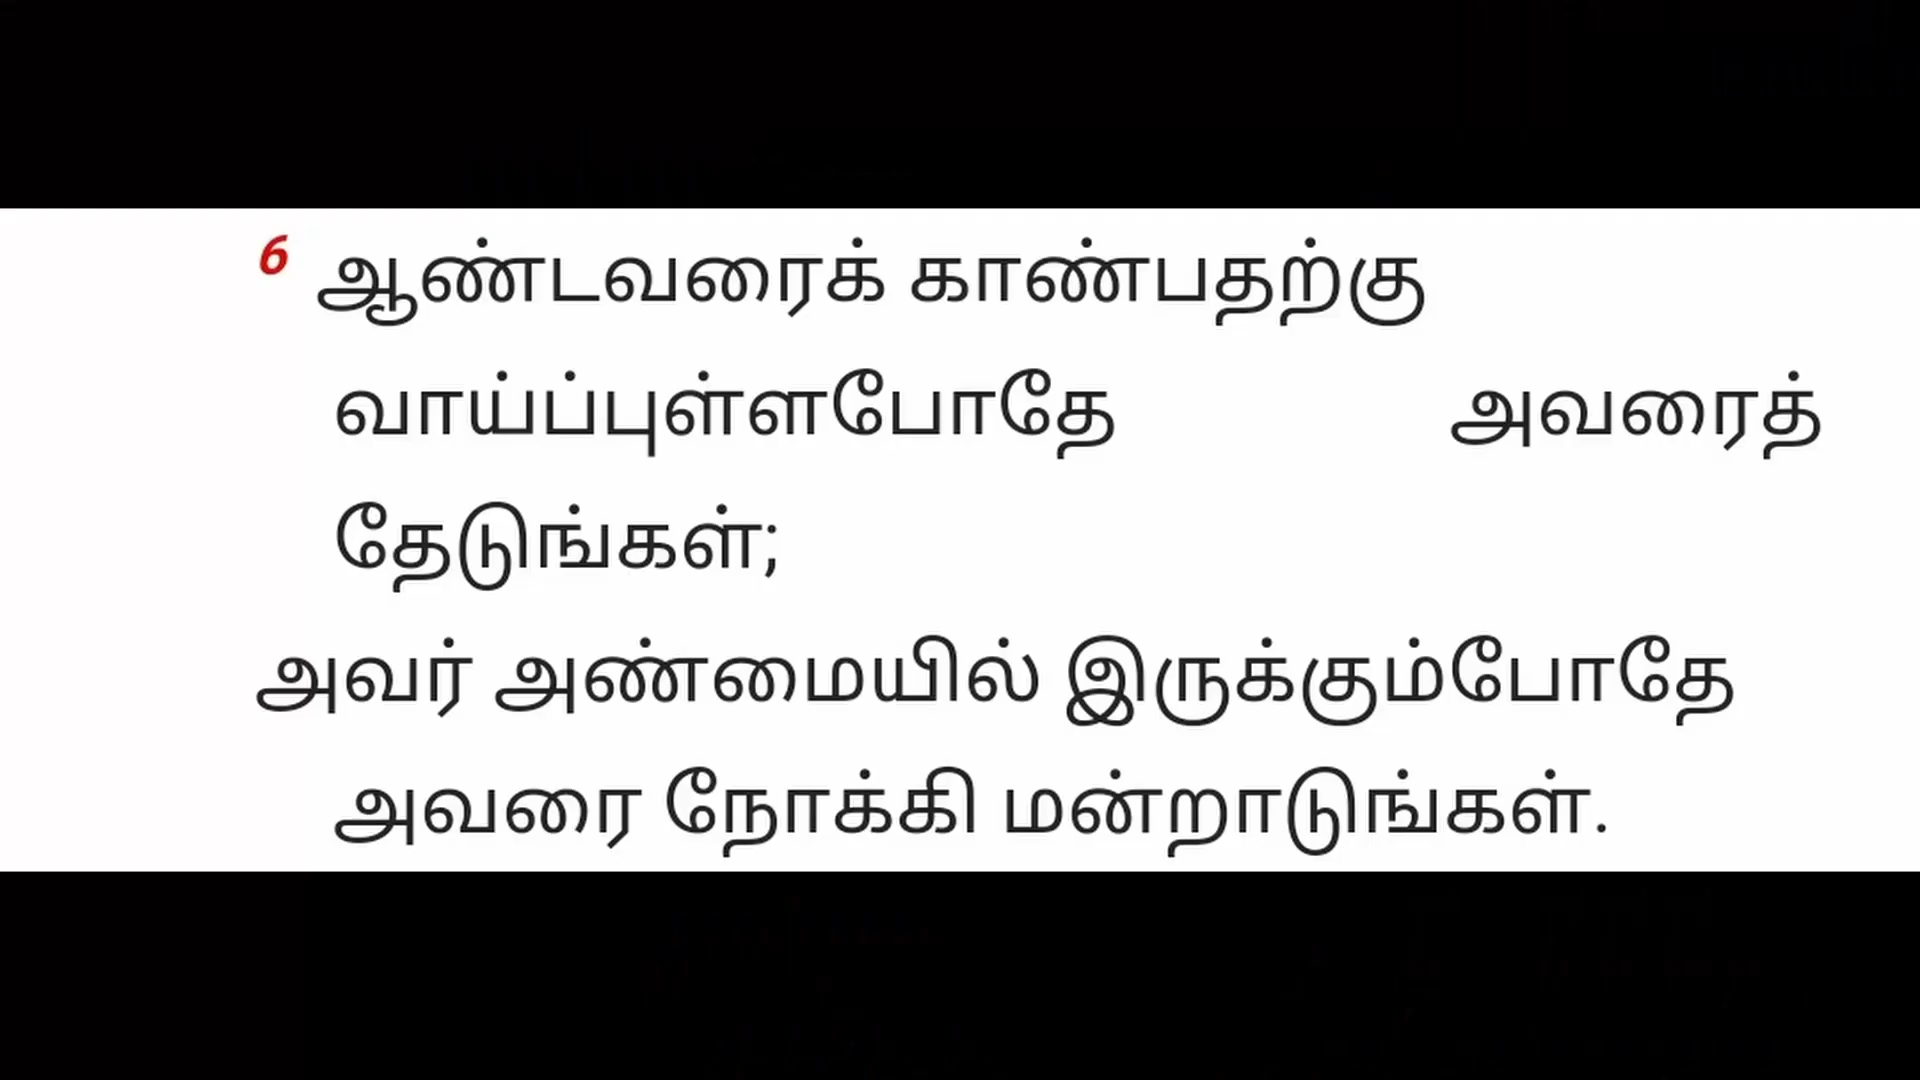 6 ஆண்டவரைக் காண்பதற்கு
வாய்ப்புள்ளபோதே அவரைத்
தேடுங்கள்;
அவர் அண்மையில் இருக்கும்போதே
அவரை நோக்கி மன்றாடுங்கள்.